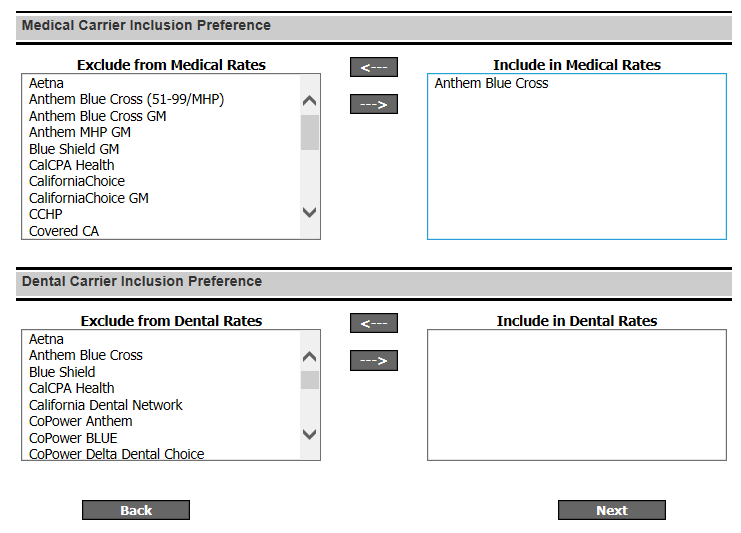 Medical Carrier Inclusion Preference
Exclude from Medical Rates
<---
Include in Medical Rates
Aetna
Anthem Blue Cross (51-99/MHP)
Anthem Blue Cross GM
Anthem MHP GM
Blue Shield GM
CalCPA Health
CaliforniaChoice
CaliforniaChoice GM
CCHP
Covered CA
--->
Anthem Blue Cross
Dental Carrier Inclusion Preference
Exclude from Dental Rates
<---
Include in Dental Rates
Aetna
Anthem Blue Cross
Blue Shield
CalCPA Health
California Dental Network
CoPower Anthem
CoPower BLUE
CoPower Delta Dental Choice
--->
Back
Next